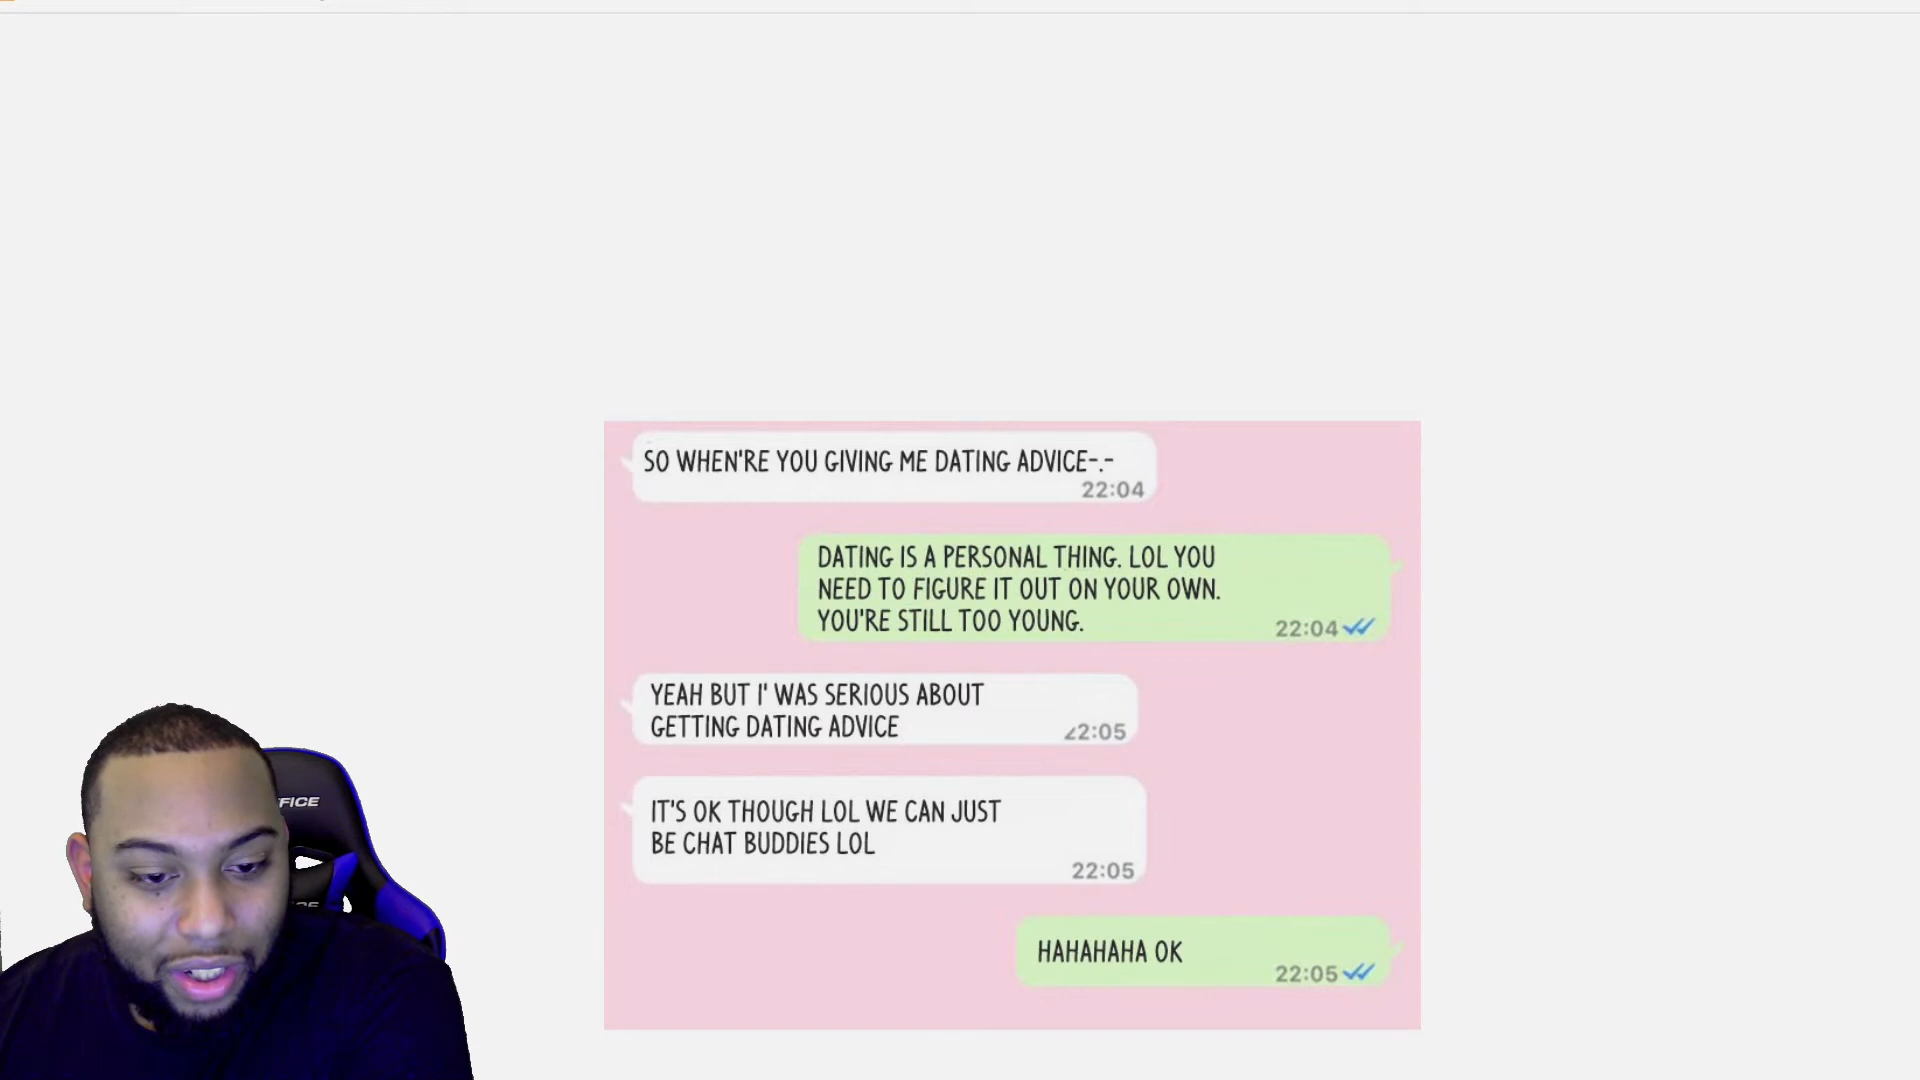 SO WHEN'RE YOU GIVING ME DATING ADVICE-.-
22:04
DATING IS A PERSONAL THING. LOL YOU
NEED TO FIGURE IT OUT ON YOUR OWN.
YOU'RE STILL TOO YOUNG.
22:04
YEAH BUT I' WAS SERIOUS ABOUT
GETTING DATING ADVICE
22:05
IT'S OK THOUGH LOL WE CAN JUST
BE CHAT BUDDIES LOL
22:05
HAHAHAHA OK
22:05